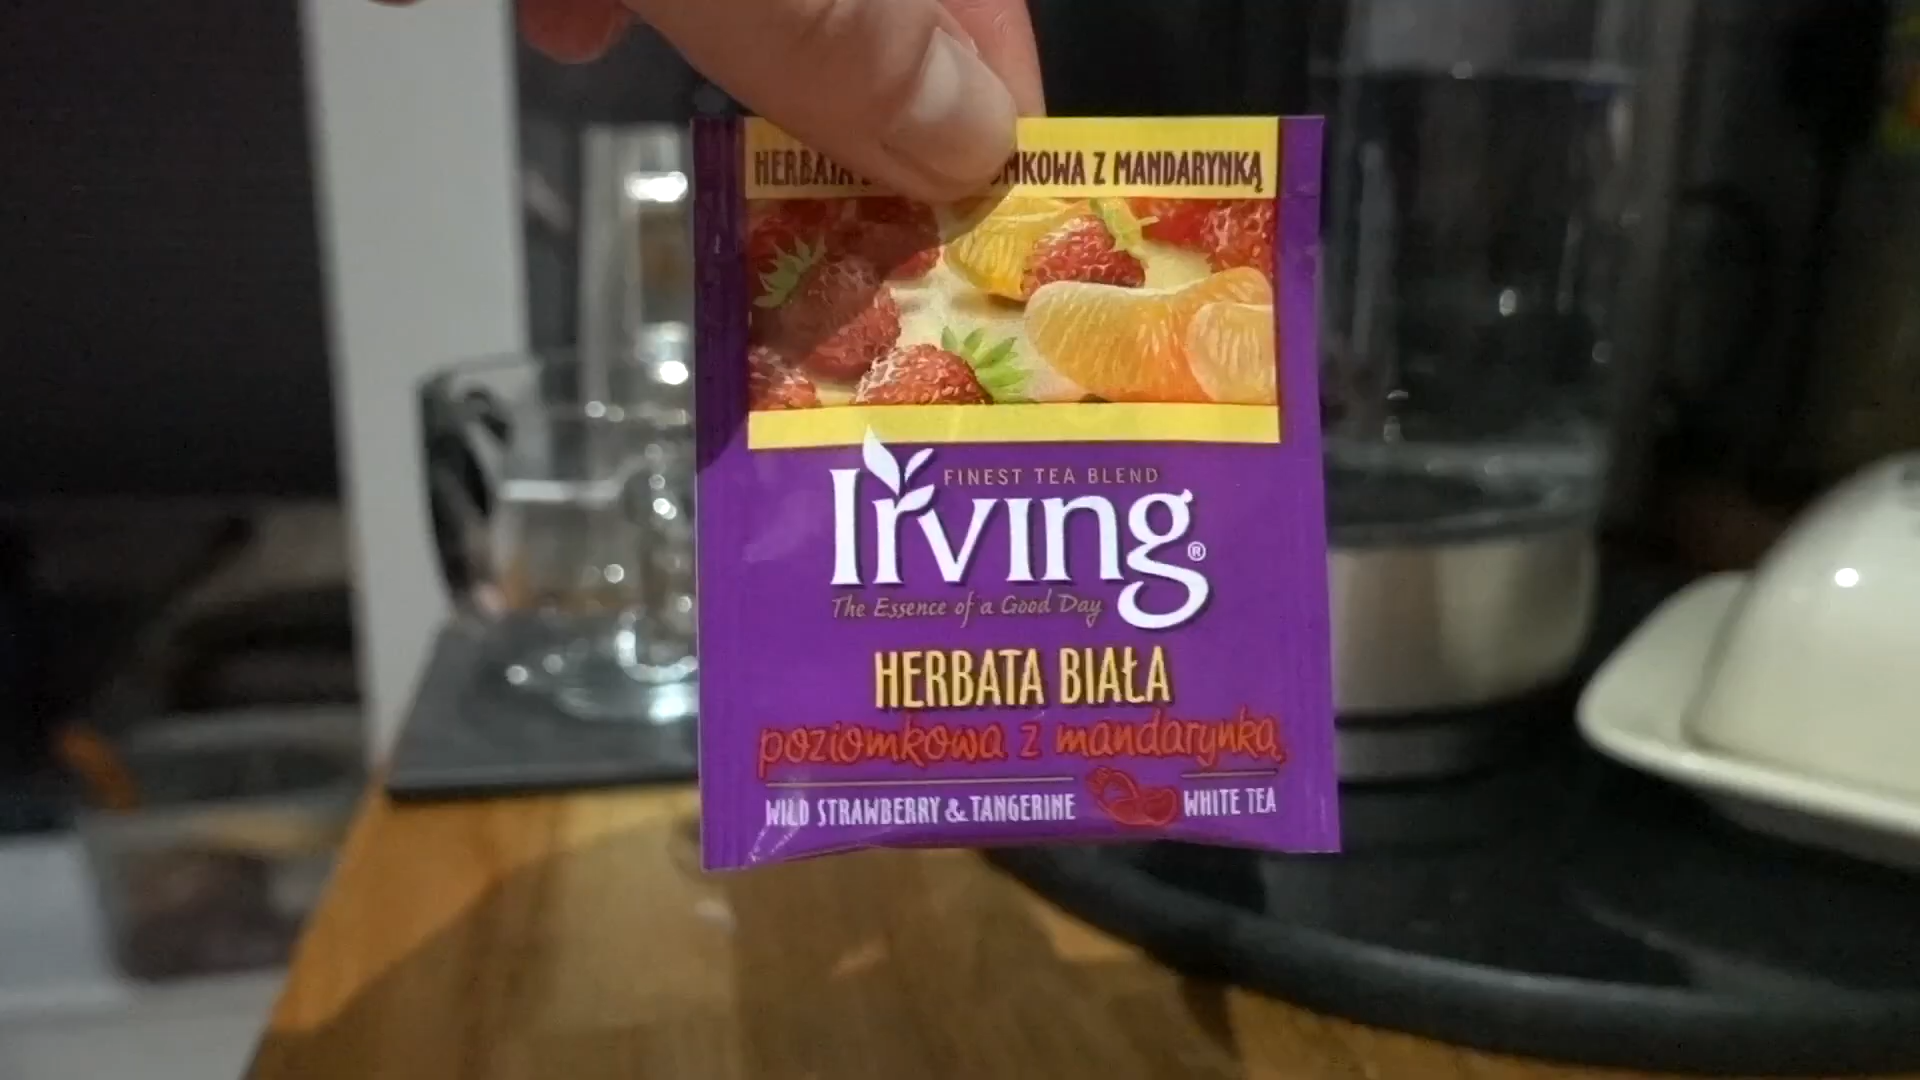 HERBATA POZIOMKOWA Z MANDARYNKĄ
FINEST TEA BLEND
Irving®
The Essence of a Good Day
HERBATA BIAŁA
poziomkowa z mandarynką
WILD STRAWBERRY & TANGERINE WHITE TEA